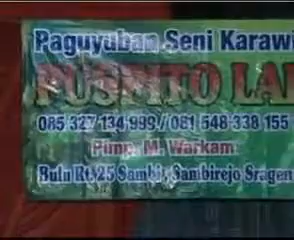 Paguyuban Seni Karawi
PUSPITO LA
085 327 134 999 / 081 548 338 155
Pimp. M. Warkam
Rt. 25 Sambi, Sambirejo Sragen